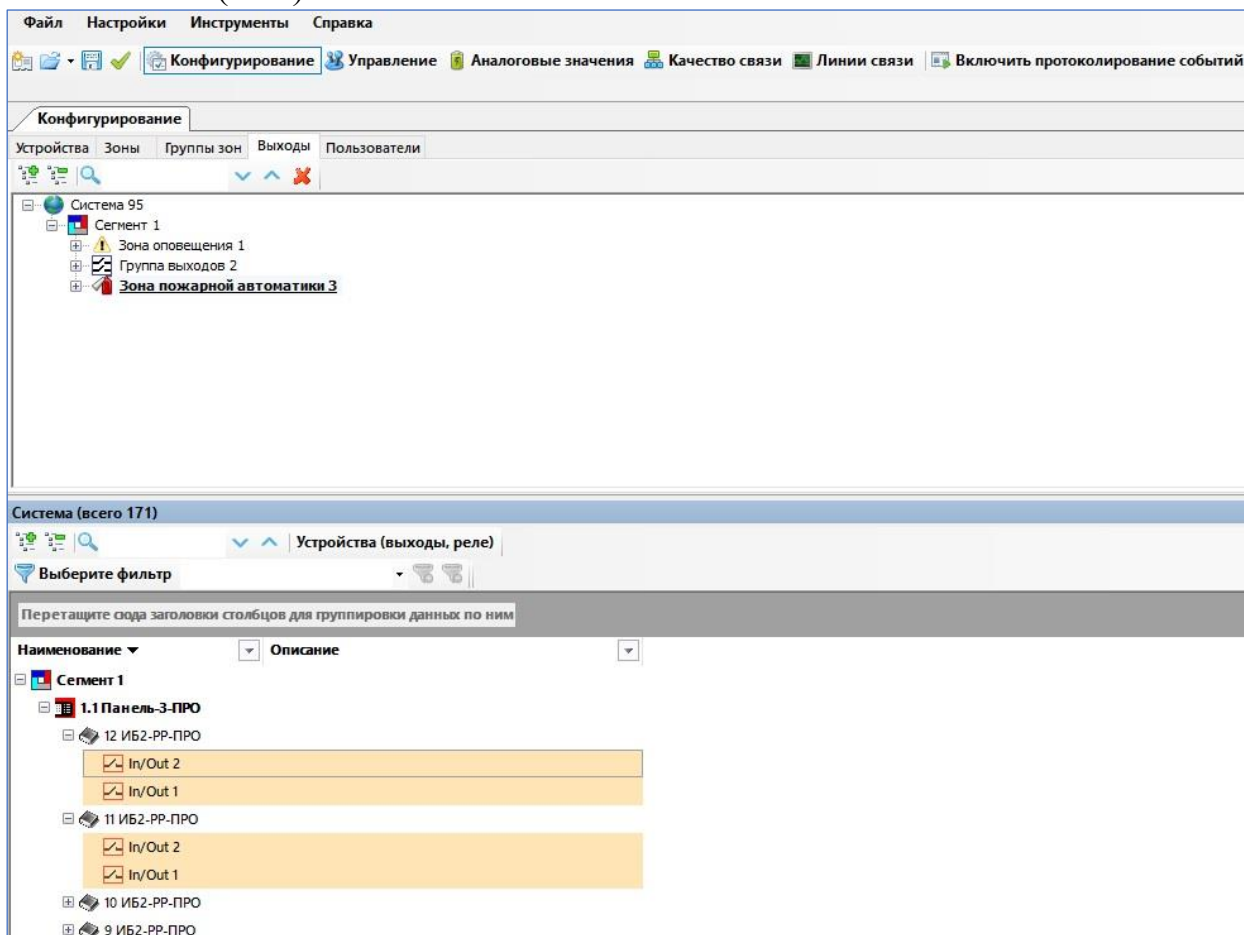 Файл Настройки Инструменты Справка
Конфигурирование Управление Аналоговые значения Качество связи Линии связи Включить протоколирование событий
Конфигурирование
Устройства Зоны Группы зон Выходы Пользователи
Система 95
Сегмент 1
Зона оповещения 1
Группа выходов 2
Зона пожарной автоматики 3
Система (всего 171)
Устройства (выходы, реле)
Выберите фильтр
Перетащите сюда заголовки столбцов для группировки данных по ним
Наименование Описание
Сегмент 1
1.1 Панель-3-ПРО
12 ИБ2-РР-ПРО
In/Out 2
In/Out 1
11 ИБ2-РР-ПРО
In/Out 2
In/Out 1
10 ИБ2-РР-ПРО
9 ИБ2-РР-ПРО